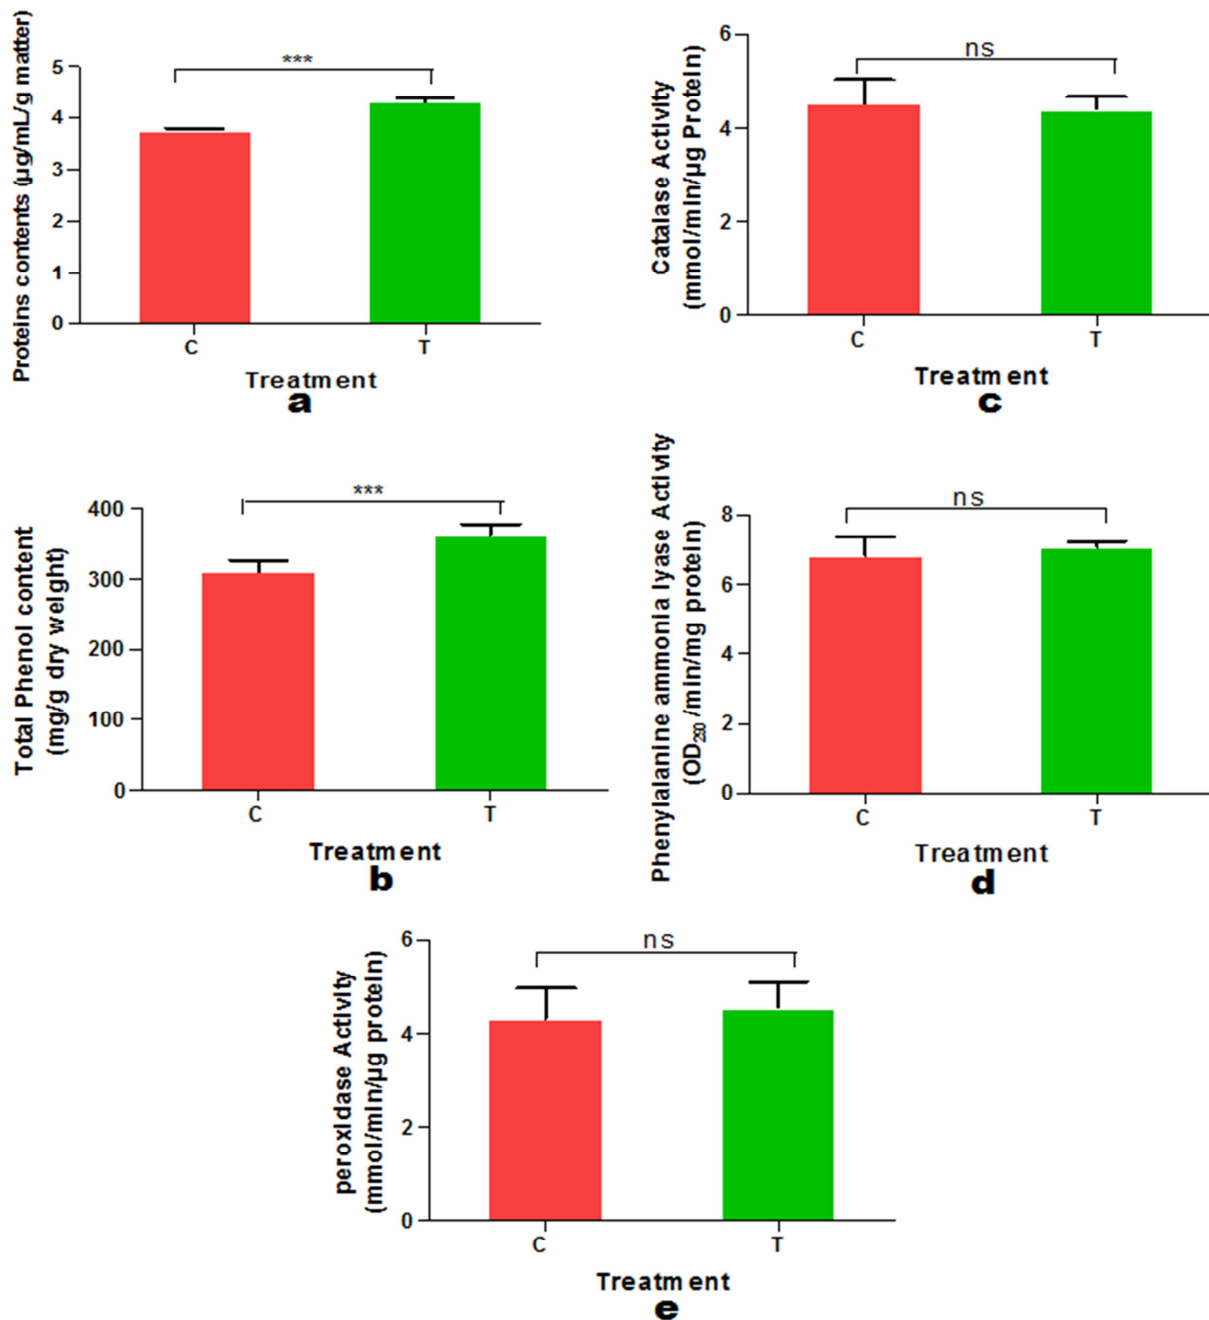 Proteins contents (µg/mL/g matter)
5
4
3
2
1
0
***
C
T
Treatment
a
Catalase Activity
(mmol/min/µg Protein)
6
4
2
0
ns
C
T
Treatment
c
Total Phenol content
(mg/g dry weight)
400
300
200
100
0
***
C
T
Treatment
b
Phenylalanine ammonia lyase Activity
(OD290 /min/mg protein)
8
6
4
2
0
ns
C
T
Treatment
d
peroxidase Activity
(mmol/min/µg protein)
6
4
2
0
ns
C
T
Treatment
e